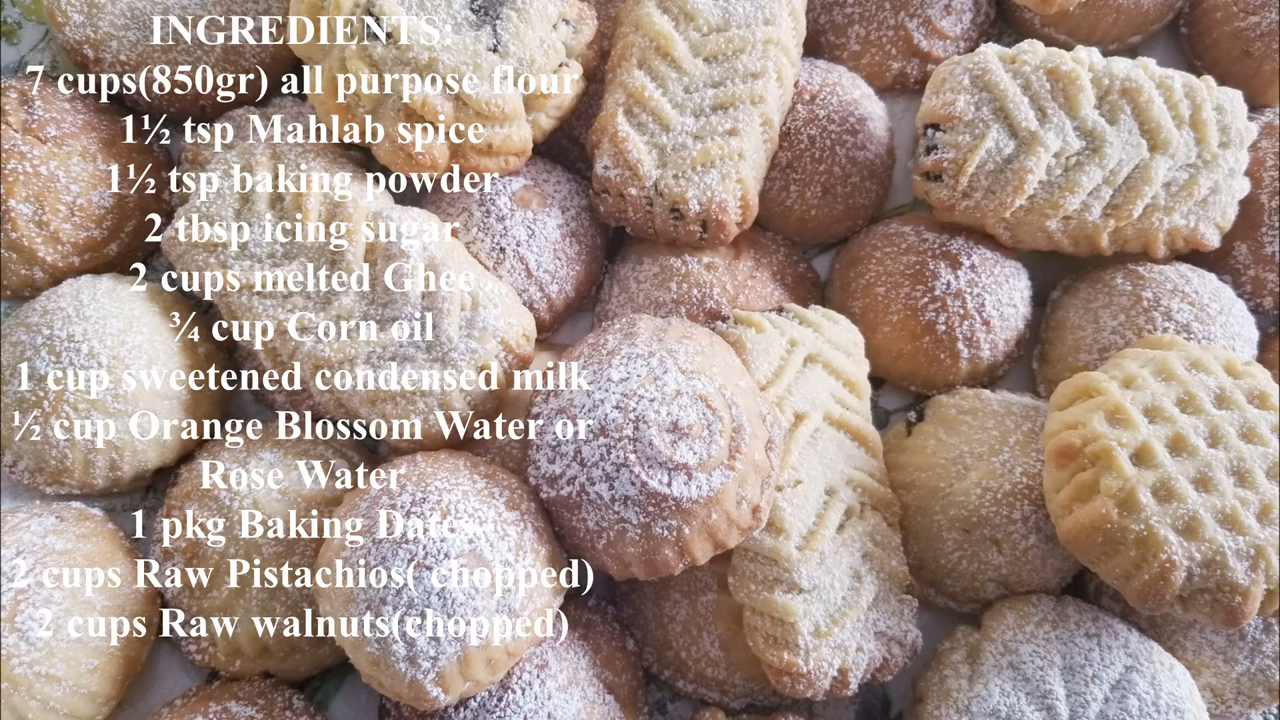 INGREDIENTS:
7 cups(850gr) all purpose flour
1½ tsp Mahlab spice
1½ tsp baking powder
2 tbsp icing sugar
2 cups melted Ghee
¾ cup Corn oil
1 cup sweetened condensed milk
½ cup Orange Blossom Water or
Rose Water
1 pkg Baking Dates
2 cups Raw Pistachios( chopped)
2 cups Raw walnuts(chopped)